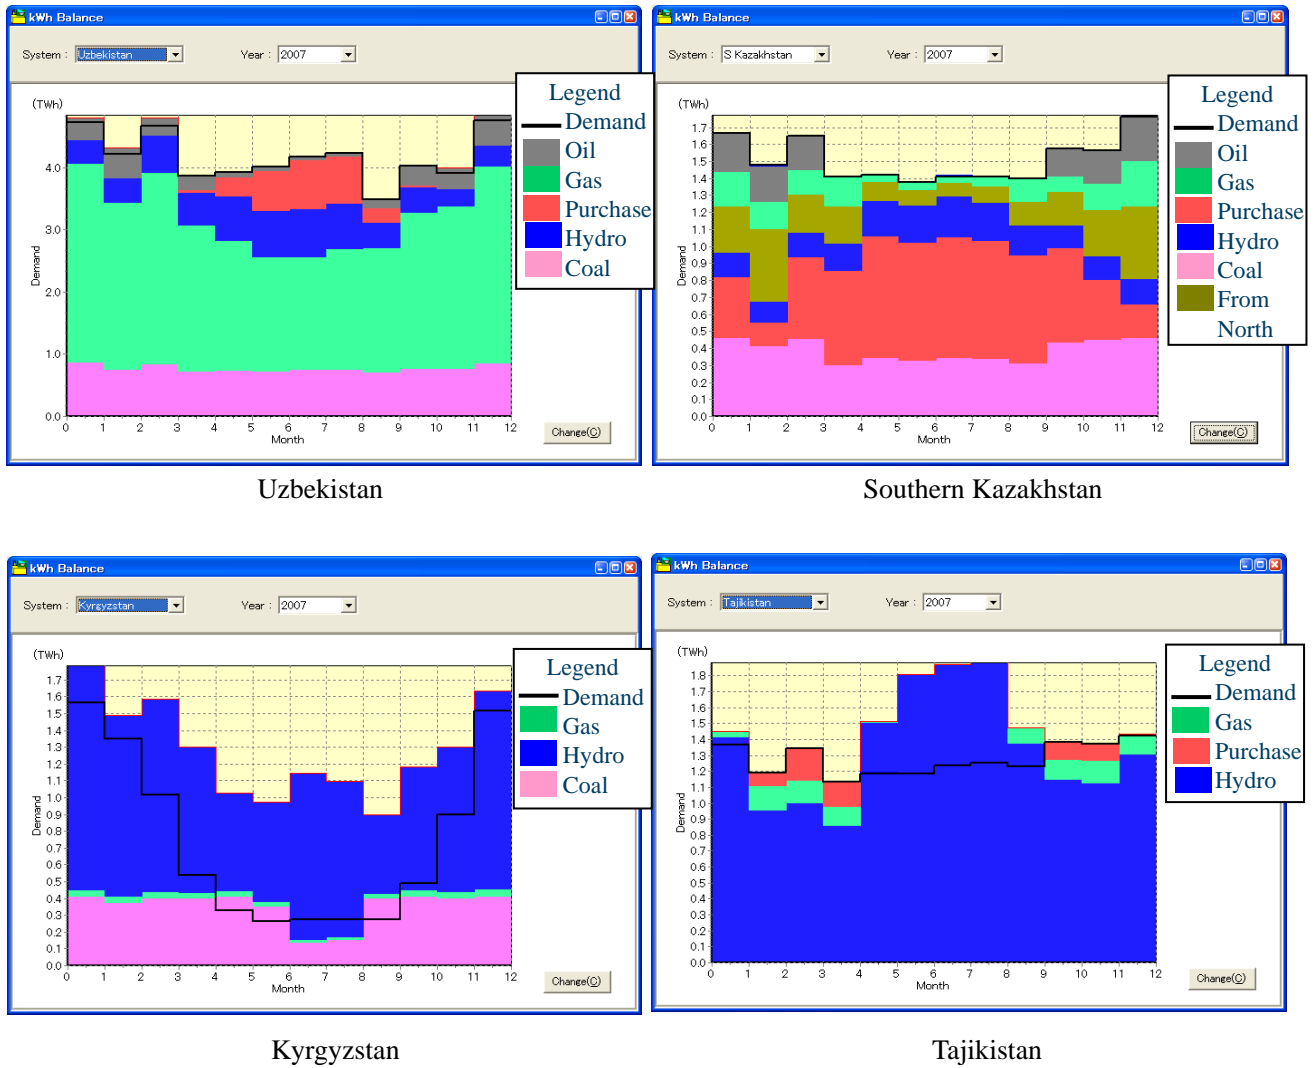 kWh Balance
System : Uzbekistan Year : 2007
(TWh)
4.0
3.0
2.0
1.0
0.0
Demand
0 1 2 3 4 5 6 7 8 9 10 11 12
Month
Change(C)
Legend
Demand
Oil
Gas
Purchase
Hydro
Coal
Uzbekistan
kWh Balance
System : S Kazakhstan Year : 2007
(TWh)
1.7
1.6
1.5
1.4
1.3
1.2
1.1
1.0
0.9
0.8
0.7
0.6
0.5
0.4
0.3
0.2
0.1
0.0
Demand
0 1 2 3 4 5 6 7 8 9 10 11 12
Month
Change(C)
Legend
Demand
Oil
Gas
Purchase
Hydro
Coal
From
North
Southern Kazakhstan
kWh Balance
System : Kyrgyzstan Year : 2007
(TWh)
1.7
1.6
1.5
1.4
1.3
1.2
1.1
1.0
0.9
0.8
0.7
0.6
0.5
0.4
0.3
0.2
0.1
0.0
Demand
0 1 2 3 4 5 6 7 8 9 10 11 12
Month
Change(C)
Legend
Demand
Gas
Hydro
Coal
Kyrgyzstan
kWh Balance
System : Tajikistan Year : 2007
(TWh)
1.8
1.7
1.6
1.5
1.4
1.3
1.2
1.1
1.0
0.9
0.8
0.7
0.6
0.5
0.4
0.3
0.2
0.1
0.0
Demand
0 1 2 3 4 5 6 7 8 9 10 11 12
Month
Change(C)
Legend
Demand
Gas
Purchase
Hydro
Tajikistan